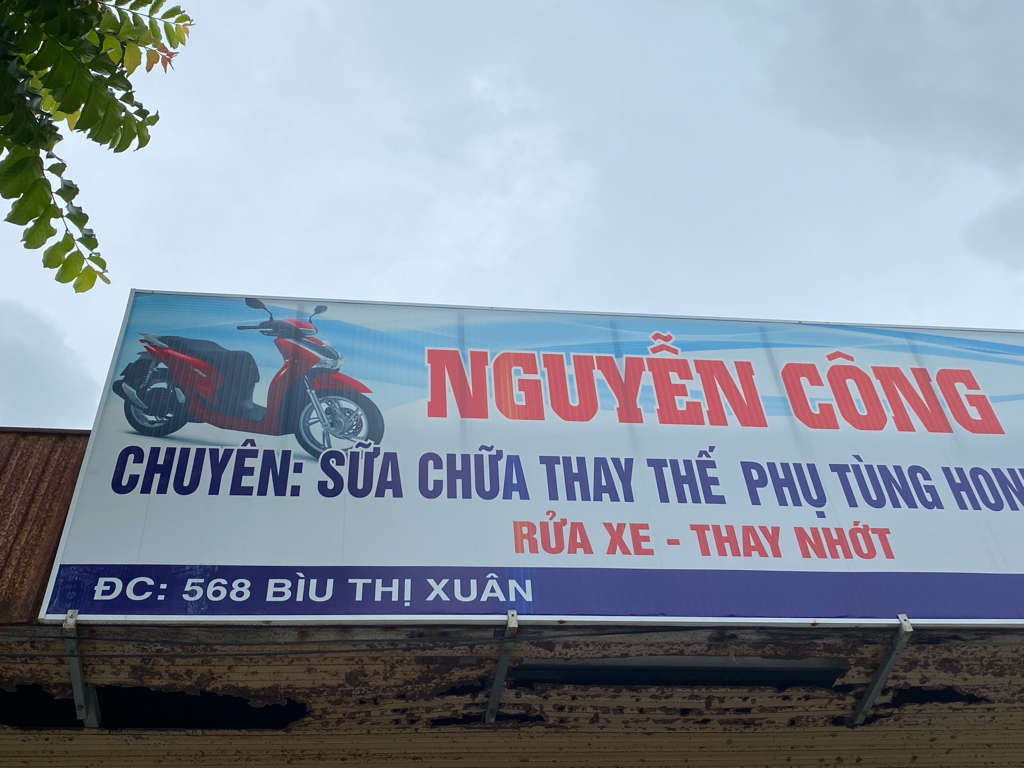 NGUYỄN CÔNG
CHUYÊN: SỮA CHỮA THAY THẾ PHỤ TÙNG
RỬA XE - THAY NHỚT
ĐC: 568 BÌU THỊ XUÂN